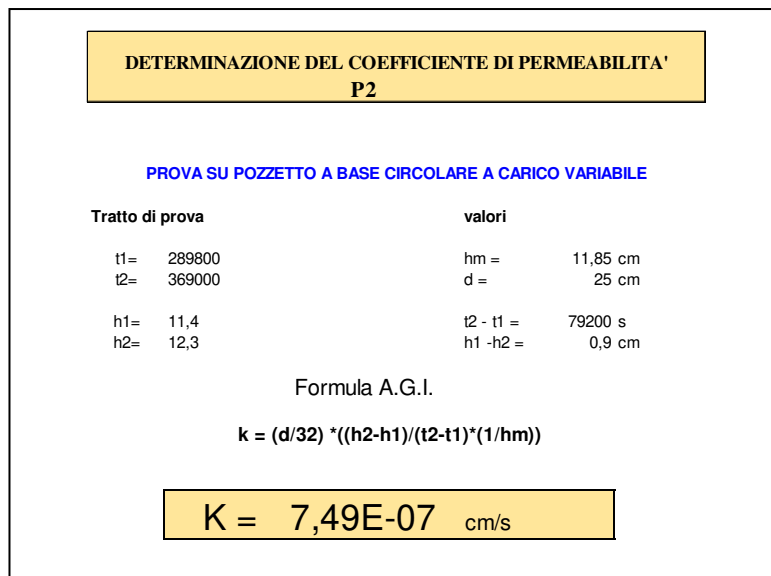 DETERMINAZIONE DEL COEFFICIENTE DI PERMEABILITA'
P2
PROVA SU POZZETTO A BASE CIRCOLARE A CARICO VARIABILE
Tratto di prova valori
t1= 289800 hm = 11,85 cm
t2= 369000 d = 25 cm
h1= 11,4 t2 - t1 = 79200 s
h2= 12,3 h1 -h2 = 0,9 cm
Formula A.G.I.
k = (d/32) *((h2-h1)/(t2-t1)*(1/hm))
K = 7,49E-07 cm/s